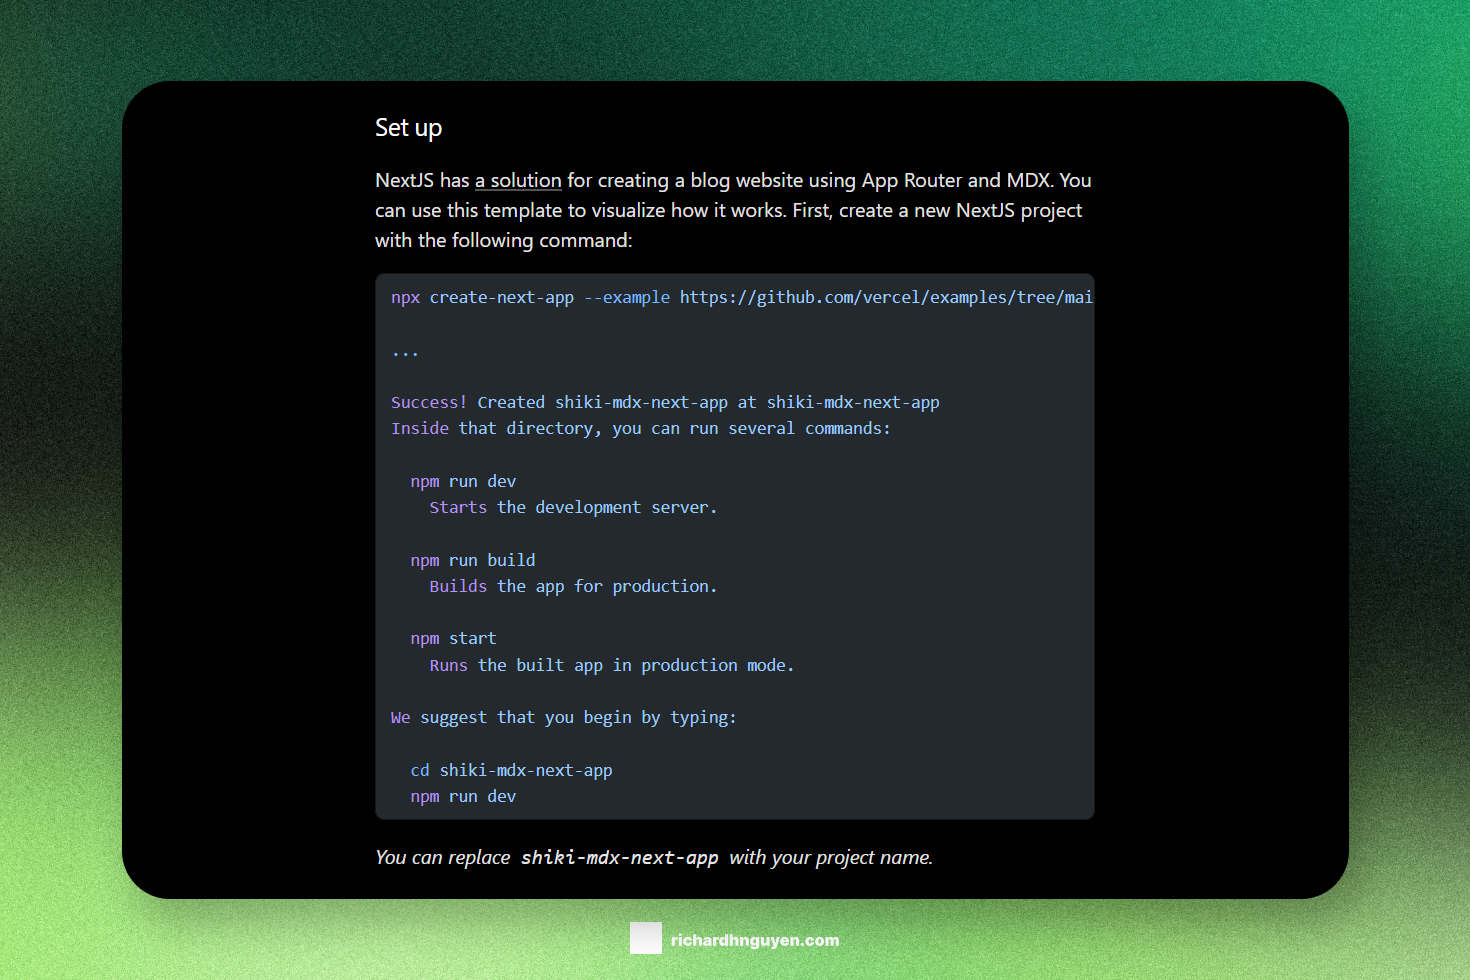 Set up
NextJS has a solution for creating a blog website using App Router and MDX. You
can use this template to visualize how it works. First, create a new NextJS project
with the following command:
npx create-next-app --example https://github.com/vercel/examples/tree/mai
...
Success! Created shiki-mdx-next-app at shiki-mdx-next-app
Inside that directory, you can run several commands:
npm run dev
Starts the development server.
npm run build
Builds the app for production.
npm start
Runs the built app in production mode.
We suggest that you begin by typing:
cd shiki-mdx-next-app
npm run dev
You can replace shiki-mdx-next-app with your project name.
richardhnguyen.com